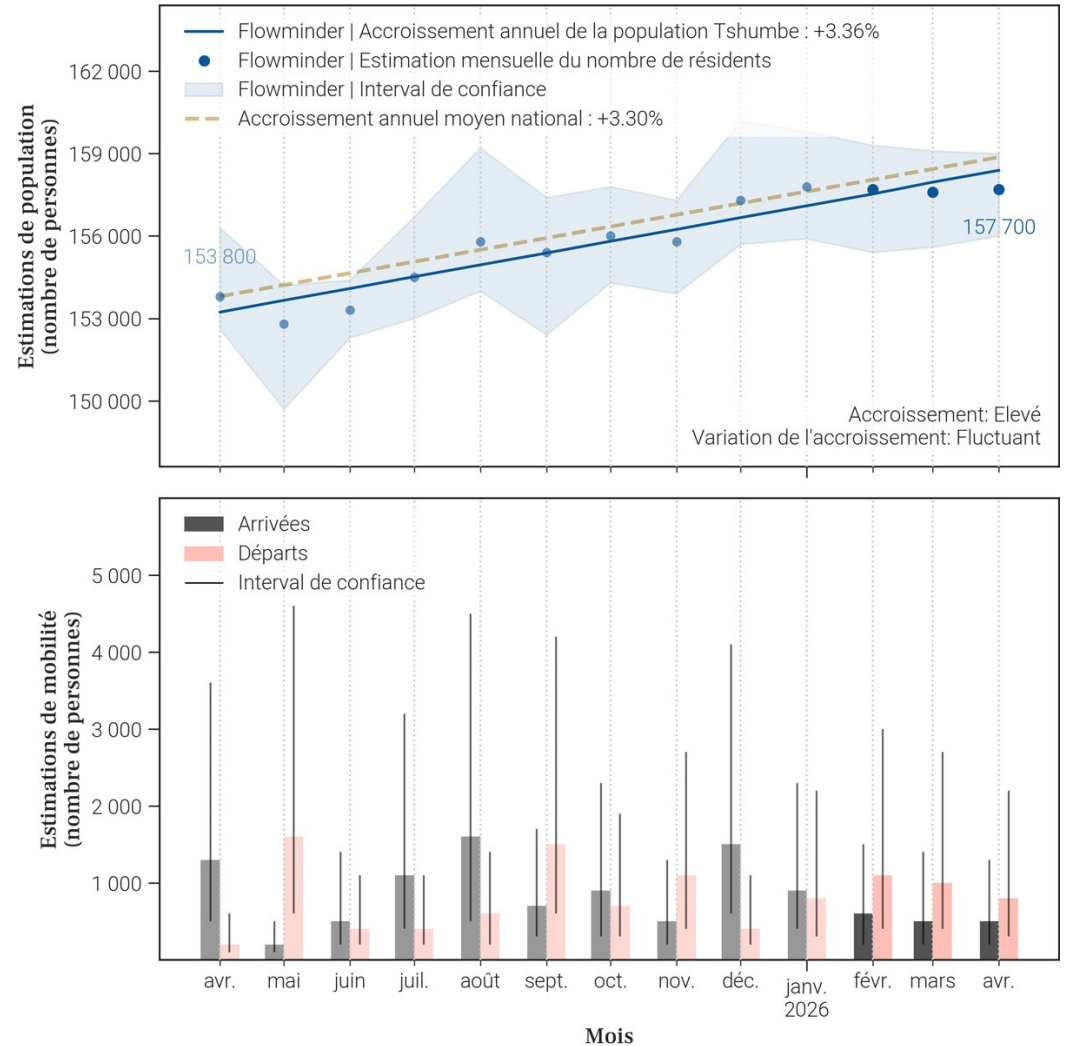 Flowminder | Accroissement annuel de la population Tshumbe : +3.36%
Flowminder | Estimation mensuelle du nombre de résidents
Flowminder | Interval de confiance
Accroissement annuel moyen national : +3.30%
Estimations de population
(nombre de personnes)
162 000
159 000
156 000
153 000
150 000
153 800
157 700
Accroissement: Elevé
Variation de l'accroissement: Fluctuant
Arrivées
Départs
Interval de confiance
Estimations de mobilité
(nombre de personnes)
5 000
4 000
3 000
2 000
1 000
avr. mai juin juil. août sept. oct. nov. déc. janv. févr. mars avr.
2026
Mois